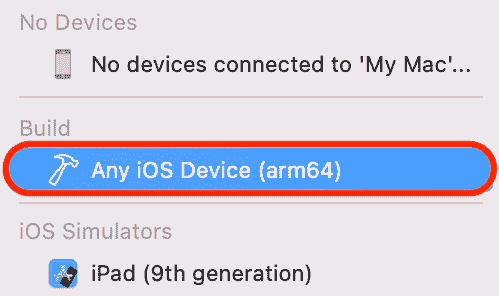 No Devices
No devices connected to 'My Mac'...
Build
Any iOS Device (arm64)
iOS Simulators
iPad (9th generation)